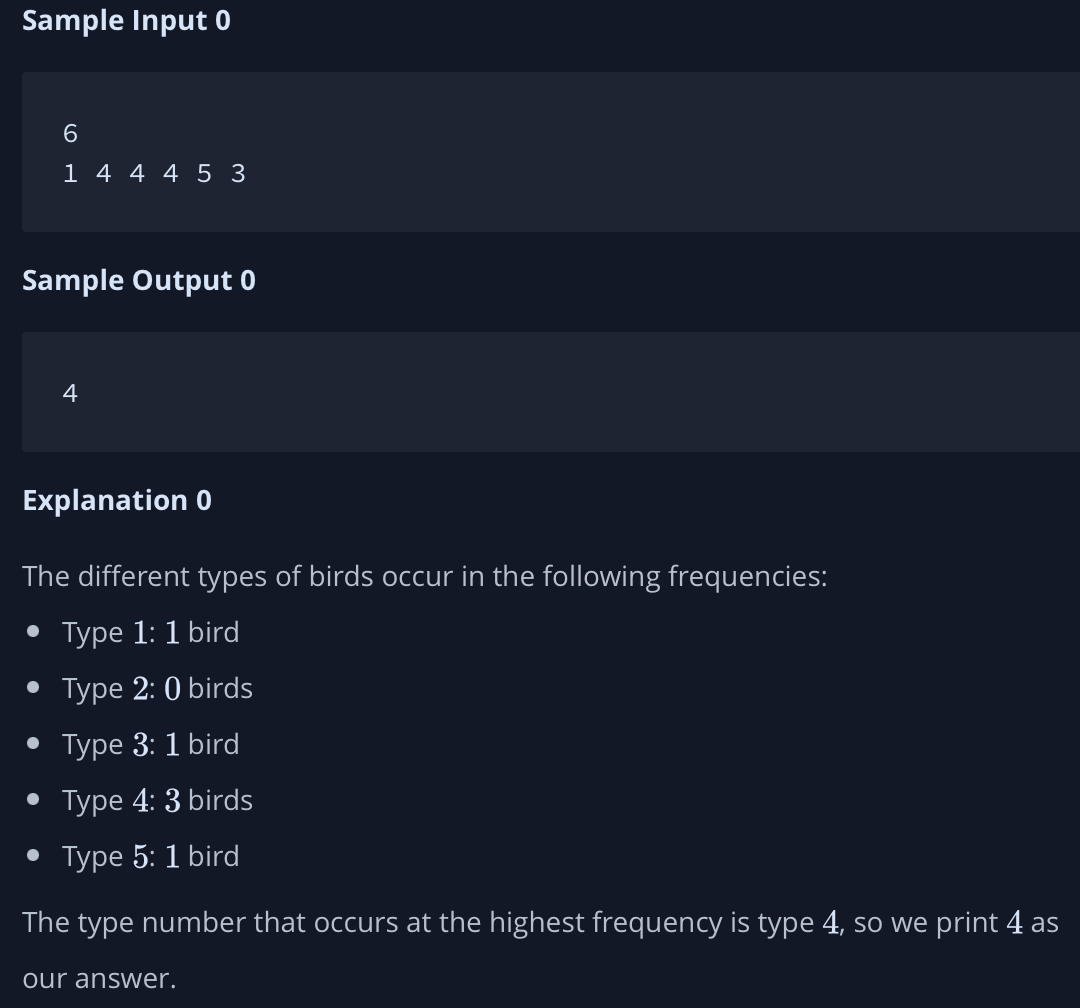 Sample Input 0
6
1 4 4 4 5 3
Sample Output 0
4
Explanation 0
The different types of birds occur in the following frequencies:
Type 1: 1 bird
Type 2: 0 birds
Type 3: 1 bird
Type 4: 3 birds
Type 5: 1 bird
The type number that occurs at the highest frequency is type 4, so we print 4 as
our answer.